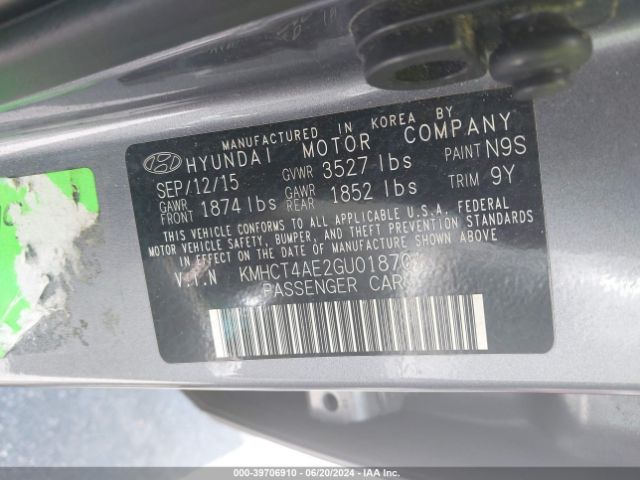 MANUFACTURED IN KOREA BY
HYUNDAI MOTOR COMPANY
SEP/12/15 GVWR 3527 lbs PAINT N9S
GAWR FRONT 1874 lbs GAWR REAR 1852 lbs TRIM 9Y
THIS VEHICLE CONFORMS TO ALL APPLICABLE U.S.A. FEDERAL
MOTOR VEHICLE SAFETY, BUMPER, AND THEFT PREVENTION STANDARDS
IN EFFECT ON THE DATE OF MANUFACTURE SHOWN ABOVE
V.I.N KMHCT4AE2GU0187
PASSENGER CAR
000-39706910 - 06/20/2024 - IAA Inc.